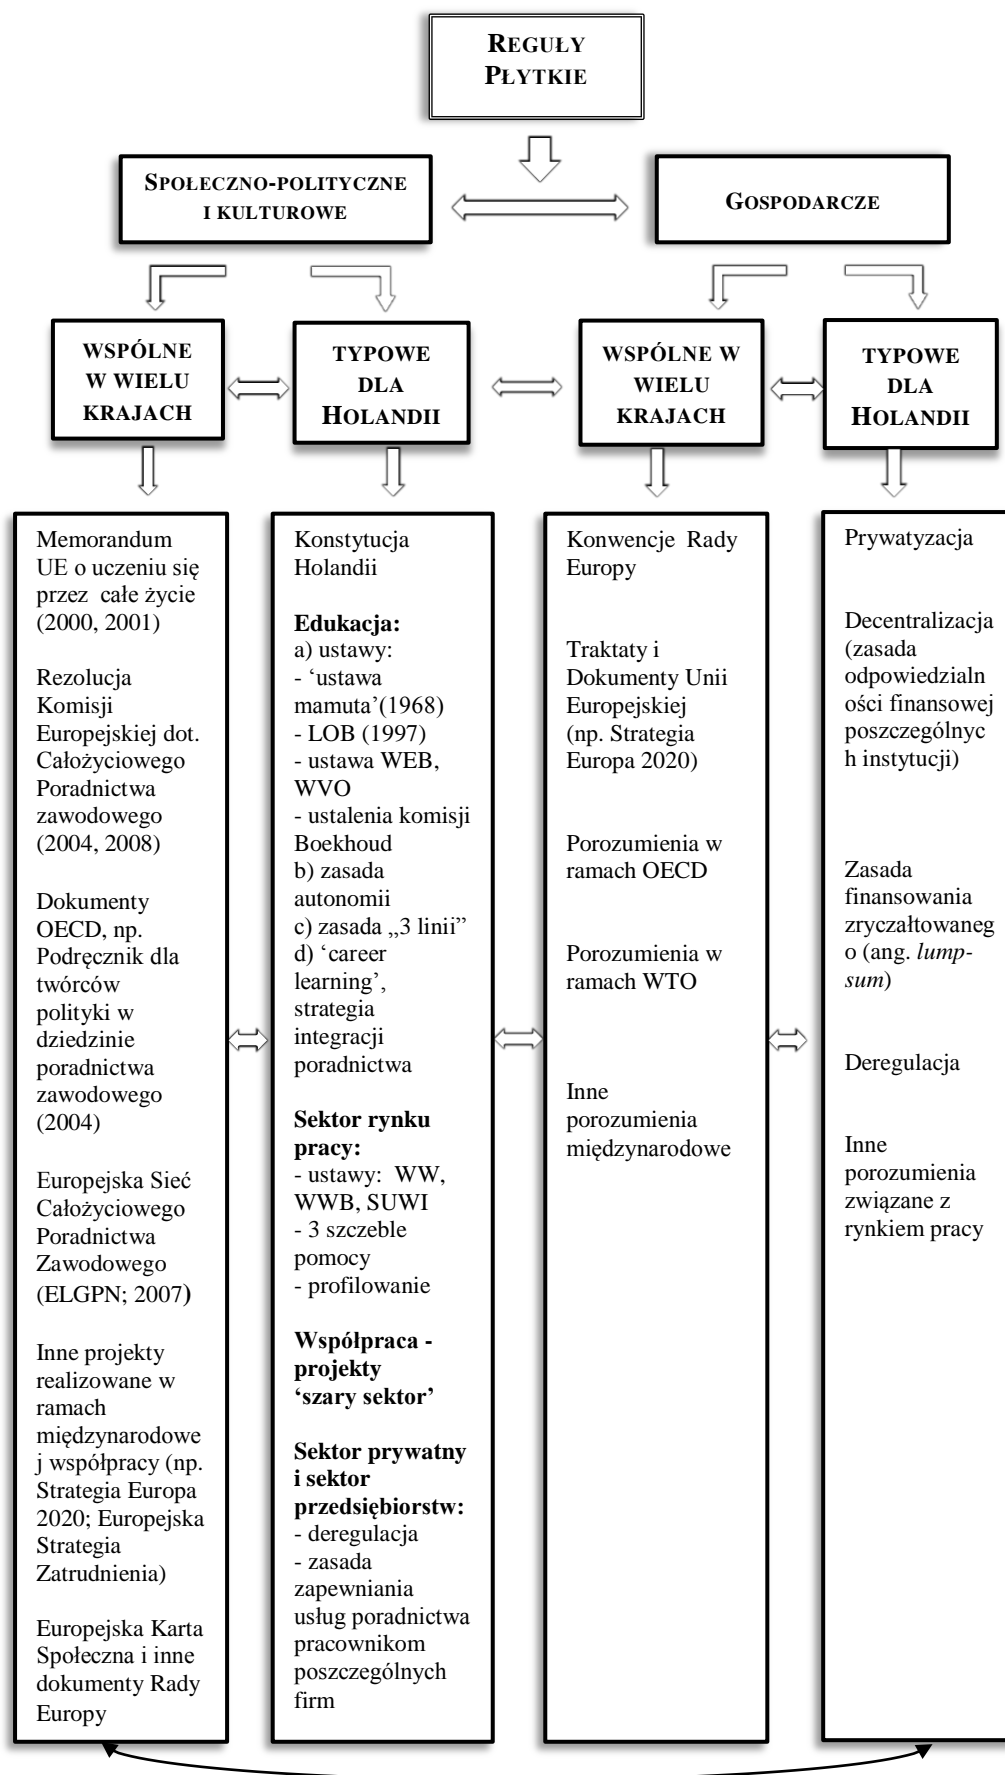 REGUŁY
PŁYTKIE
SPOŁECZNO-POLITYCZNE
I KULTUROWE
GOSPODARCZE
WSPÓLNE
W WIELU
KRAJACH
TYPOWE
DLA
HOLANDII
WSPÓLNE W
WIELU
KRAJACH
TYPOWE
DLA
HOLANDII
Memorandum
UE o uczeniu się
przez całe życie
(2000, 2001)
Rezolucja
Komisji
Europejskiej dot.
Całożyciowego
Poradnictwa
zawodowego
(2004, 2008)
Dokumenty
OECD, np.
Podręcznik dla
twórców
polityki w
dziedzinie
poradnictwa
zawodowego
(2004)
Europejska Sieć
Całożyciowego
Poradnictwa
Zawodowego
(ELGPN; 2007)
Inne projekty
realizowane w
ramach
międzynarodowe
j współpracy (np.
Strategia Europa
2020; Europejska
Strategia
Zatrudnienia)
Europejska Karta
Społeczna i inne
dokumenty Rady
Europy
Konstytucja
Holandii
Edukacja:
a) ustawy:
- ‘ustawa
mamuta’(1968)
- LOB (1997)
- ustawa WEB,
WVO
- ustalenia komisji
Boekhoud
b) zasada
autonomii
c) zasada „3 linii”
d) ‘career
learning’,
strategia
integracji
poradnictwa
Sektor rynku
pracy:
- ustawy: WW,
WWB, SUWI
- 3 szczeble
pomocy
- profilowanie
Współpraca -
projekty
‘szary sektor’
Sektor prywatny
i sektor
przedsiębiorstw:
- deregulacja
- zasada
zapewniania
usług poradnictwa
pracownikom
poszczególnych
firm
Konwencje Rady
Europy
Traktaty i
Dokumenty Unii
Europejskiej
(np. Strategia
Europa 2020)
Porozumienia w
ramach OECD
Porozumienia w
ramach WTO
Inne
porozumienia
międzynarodowe
Prywatyzacja
Decentralizacja
(zasada
odpowiedzialn
ości finansowej
poszczególnyc
h instytucji)
Zasada
finansowania
zryczałtowaneg
o (ang. lump-
sum)
Deregulacja
Inne
porozumienia
związane z
rynkiem pracy